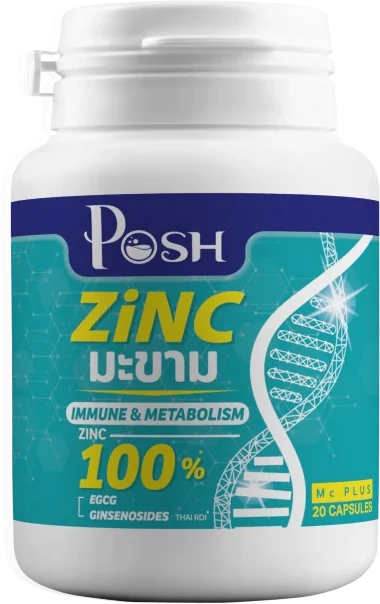 POSH
ZiNC
มะขาม
IMMUNE & METABOLISM
ZINC
100%
EGCG
GINSENOSIDES THAI RDI*
Mc.PLUS
20 CAPSULES